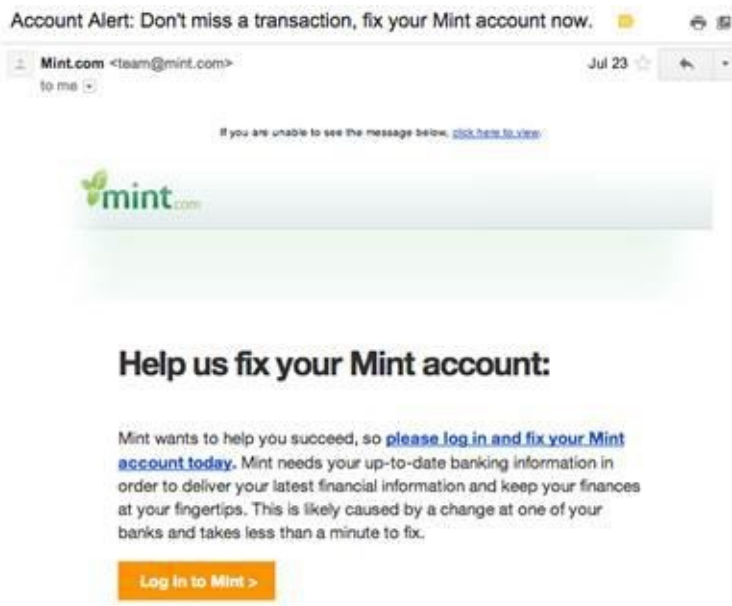 Account Alert: Don't miss a transaction, fix your Mint account now.
Mint.com <team@mint.com>
Jul 23
to me
If you are unable to see the message below, click here to view.
mint.com
Help us fix your Mint account:
Mint wants to help you succeed, so please log in and fix your Mint
account today. Mint needs your up-to-date banking information in
order to deliver your latest financial information and keep your finances
at your fingertips. This is likely caused by a change at one of your
banks and takes less than a minute to fix.
Log in to Mint >